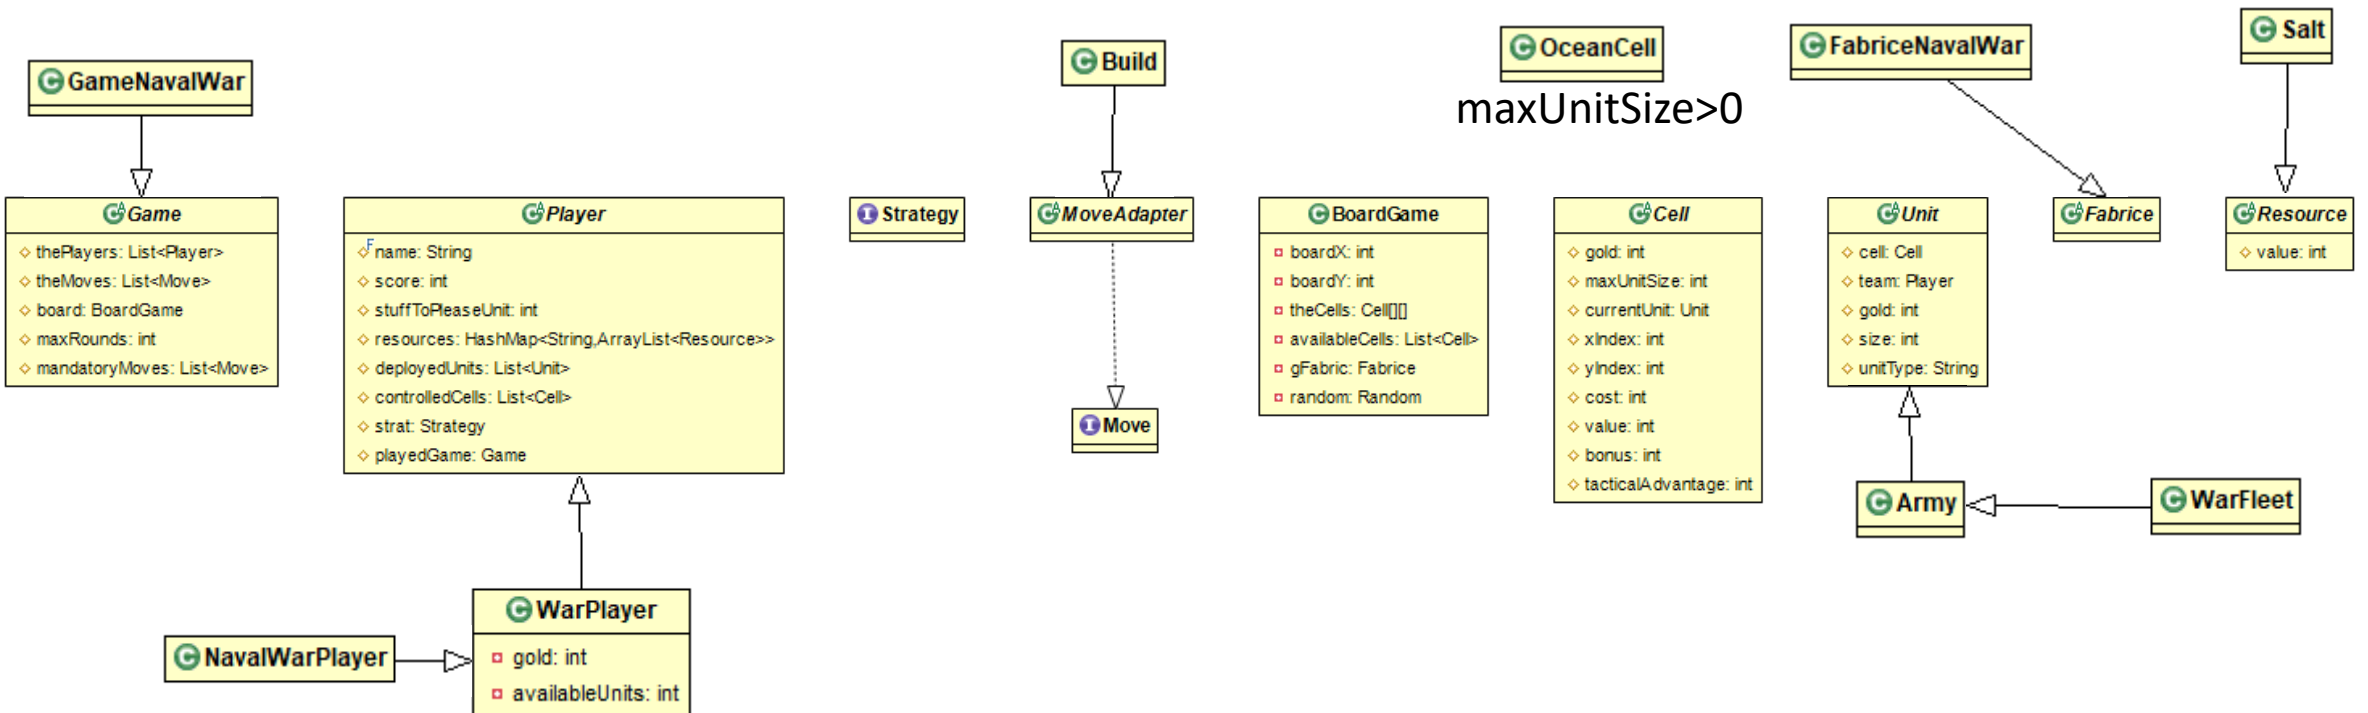 GameNavalWar
Game
thePlayers: List<Player>
theMoves: List<Move>
board: BoardGame
maxRounds: int
mandatoryMoves: List<Move>
Player
name: String
score: int
stuffToPleaseUnit: int
resources: HashMap<String,ArrayList<Resource>>
deployedUnits: List<Unit>
controlledCells: List<Cell>
strat: Strategy
playedGame: Game
WarPlayer
gold: int
availableUnits: int
NavalWarPlayer
Strategy
Build
MoveAdapter
Move
BoardGame
boardX: int
boardY: int
theCells: Cell[][]
availableCells: List<Cell>
gFabric: Fabrice
random: Random
OceanCell
maxUnitSize>0
Cell
gold: int
maxUnitSize: int
currentUnit: Unit
xIndex: int
yIndex: int
cost: int
value: int
bonus: int
tacticalAdvantage: int
FabriceNavalWar
Unit
cell: Cell
team: Player
gold: int
size: int
unitType: String
Army
WarFleet
Fabrice
Salt
Resource
value: int